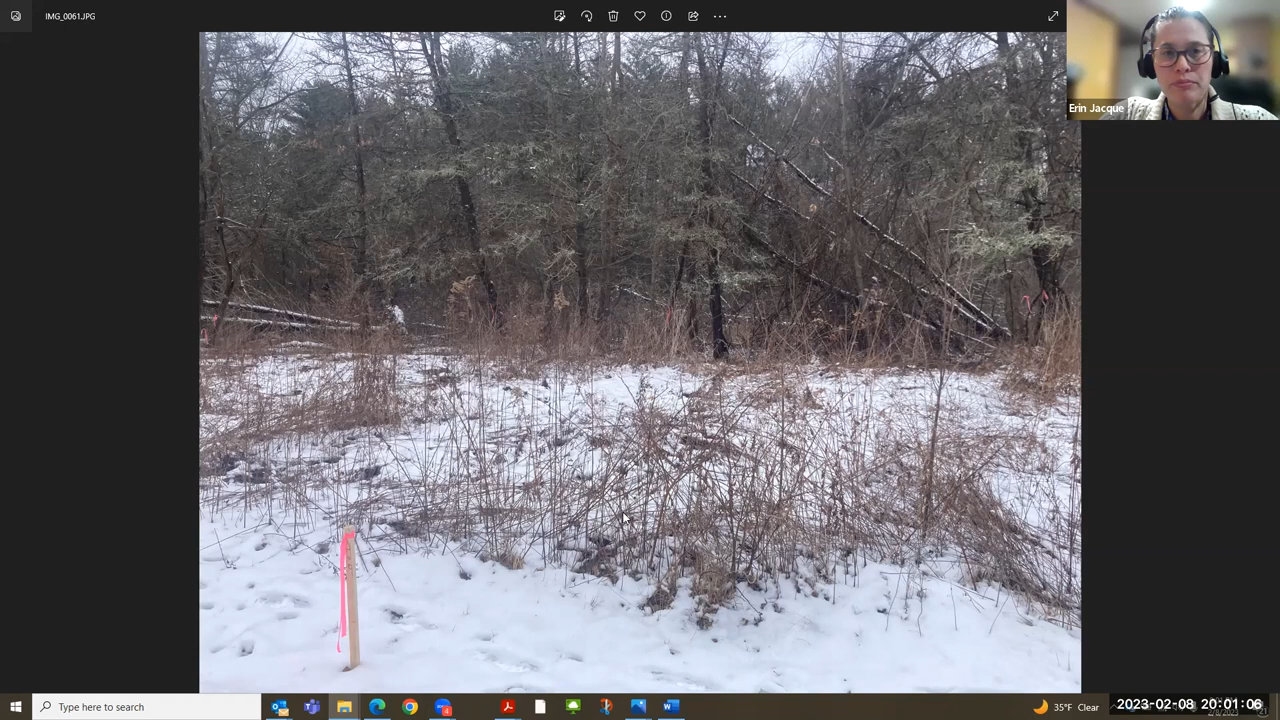 IMG_0061.JPG
Erin Jacque
Type here to search
35°F Clear
2023-02-08 20:01:06